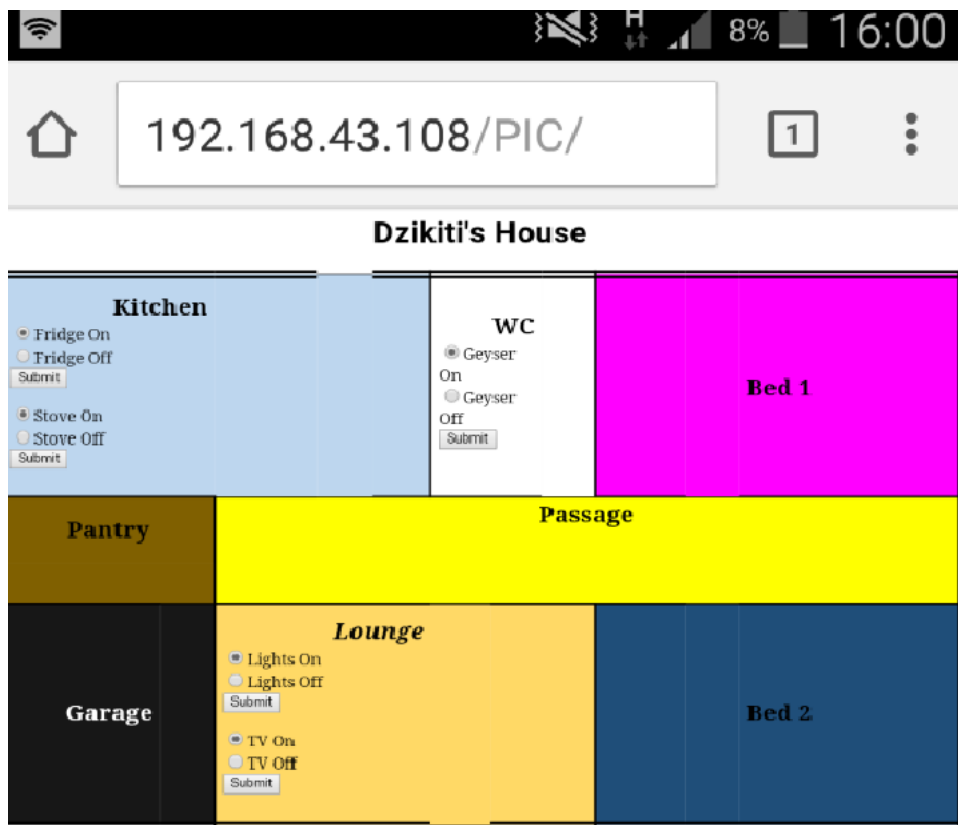 H 8% 16:00
192.168.43.108/PIC/ 1
Dzikiti's House
Kitchen
Fridge On
Fridge Off
Submit
Stove On
Stove Off
Submit
WC
Geyser
On
Geyser
Off
Submit
Bed 1
Pantry
Passage
Garage
Lounge
Lights On
Lights Off
Submit
TV On
TV Off
Submit
Bed 2